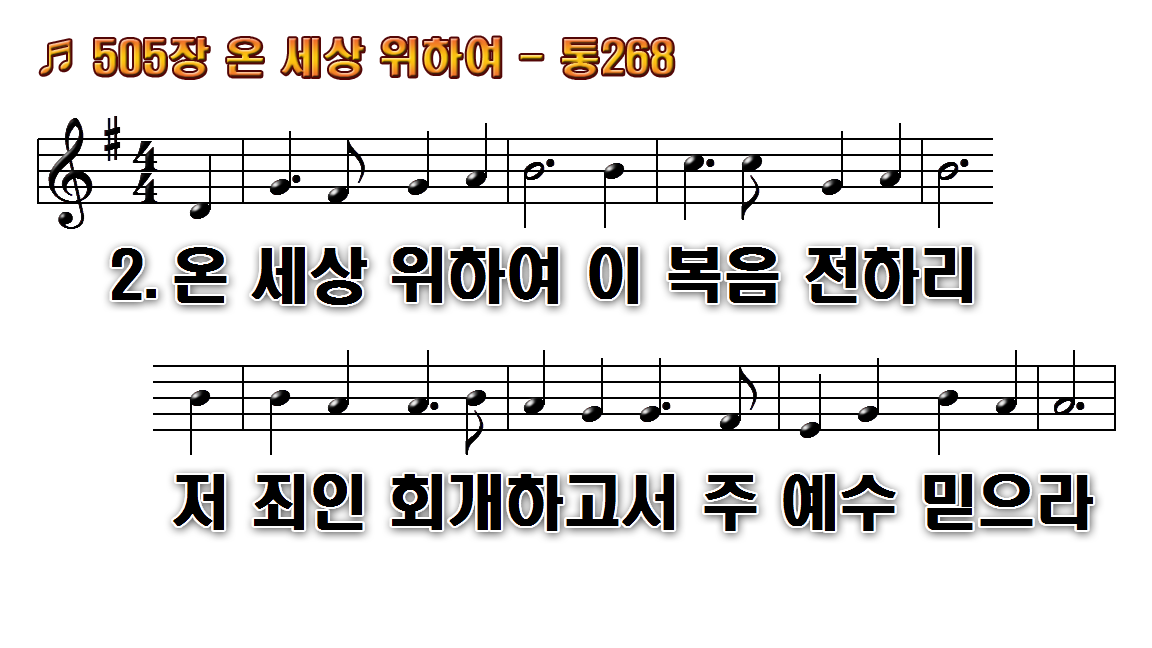 ♬ 505장 온 세상 위하여 - 통268
4
4
2. 온 세상 위하여 이 복음 전하리
저 죄인 회개하고서 주 예수 믿으라